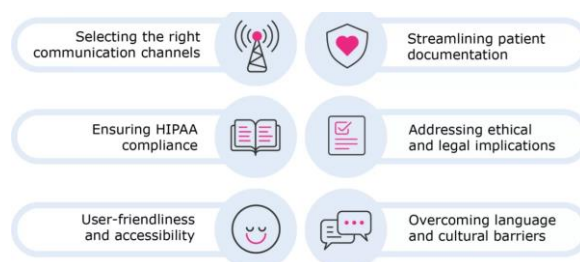 Selecting the right
communication channels
Streamlining patient
documentation
Ensuring HIPAA
compliance
Addressing ethical
and legal implications
User-friendliness
and accessibility
Overcoming language
and cultural barriers